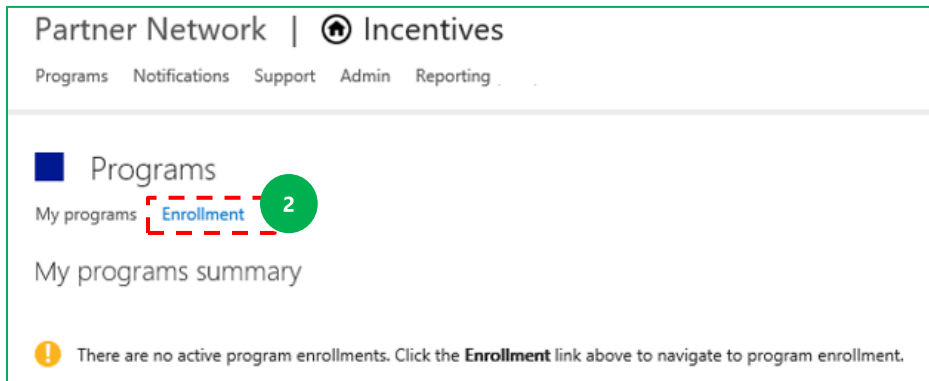 Partner Network | Incentives
Programs Notifications Support Admin Reporting
Programs
My programs Enrollment 2
My programs summary
! There are no active program enrollments. Click the Enrollment link above to navigate to program enrollment.